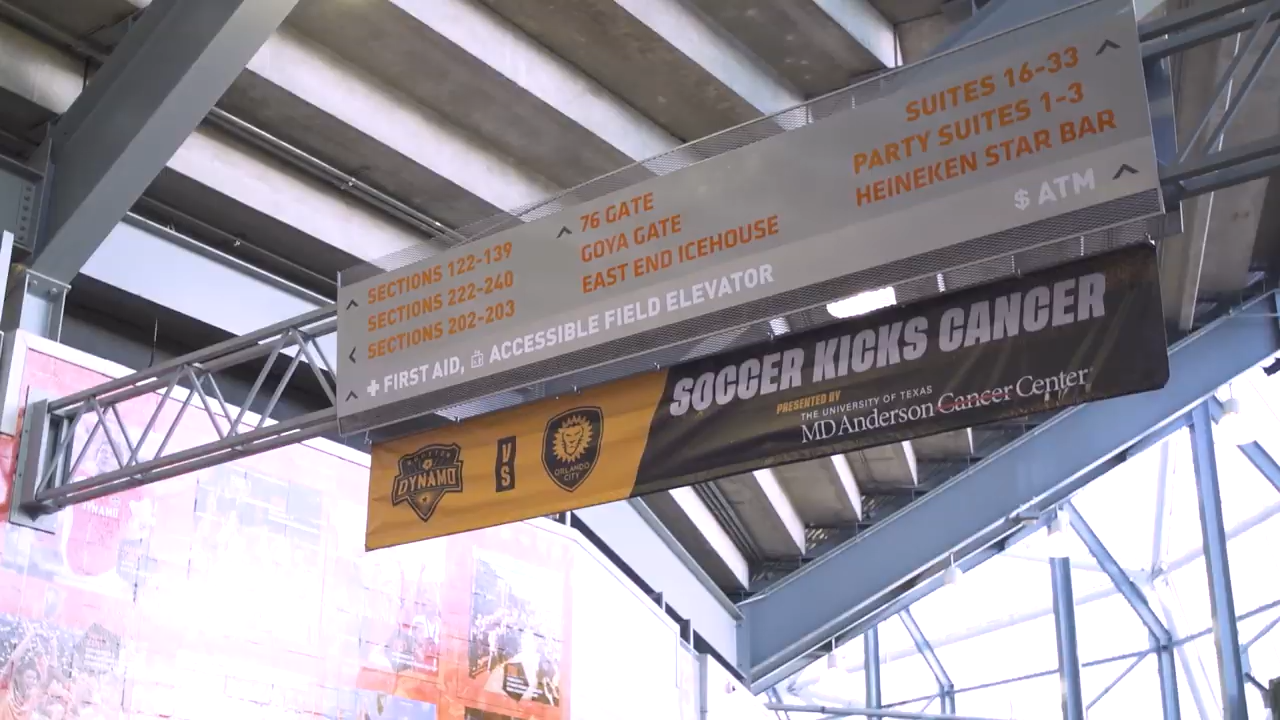 SECTIONS 122-139
SECTIONS 222-240
SECTIONS 202-203
FIRST AID, ACCESSIBLE FIELD ELEVATOR
76 GATE
GOYA GATE
EAST END ICEHOUSE
SUITES 16-33
PARTY SUITES 1-3
HEINEKEN STAR BAR
$ ATM
DYNAMO
VS
ORLANDO
CITY
SOCCER KICKS CANCER
PRESENTED BY
THE UNIVERSITY OF TEXAS
MD Anderson Cancer Center